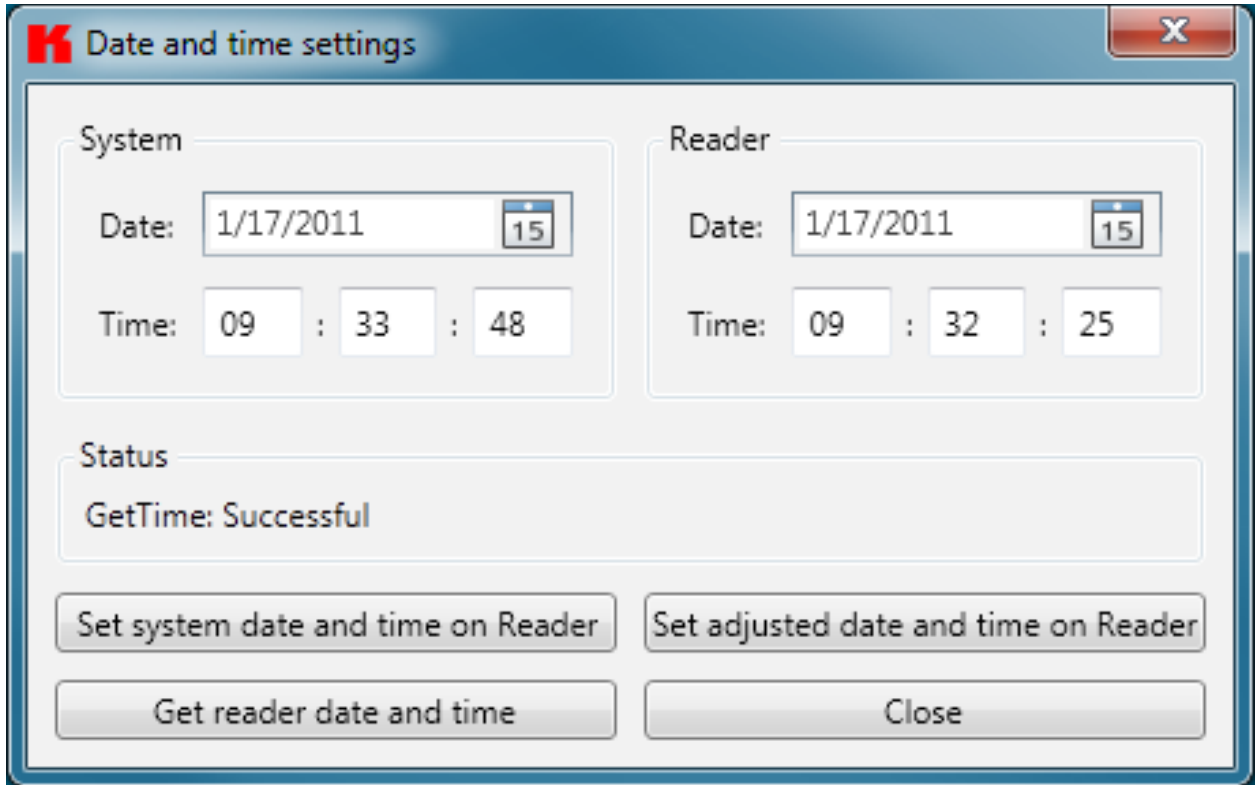 K Date and time settings X
System
Date: 1/17/2011 15
Time: 09 : 33 : 48
Reader
Date: 1/17/2011 15
Time: 09 : 32 : 25
Status
GetTime: Successful
Set system date and time on Reader
Set adjusted date and time on Reader
Get reader date and time
Close